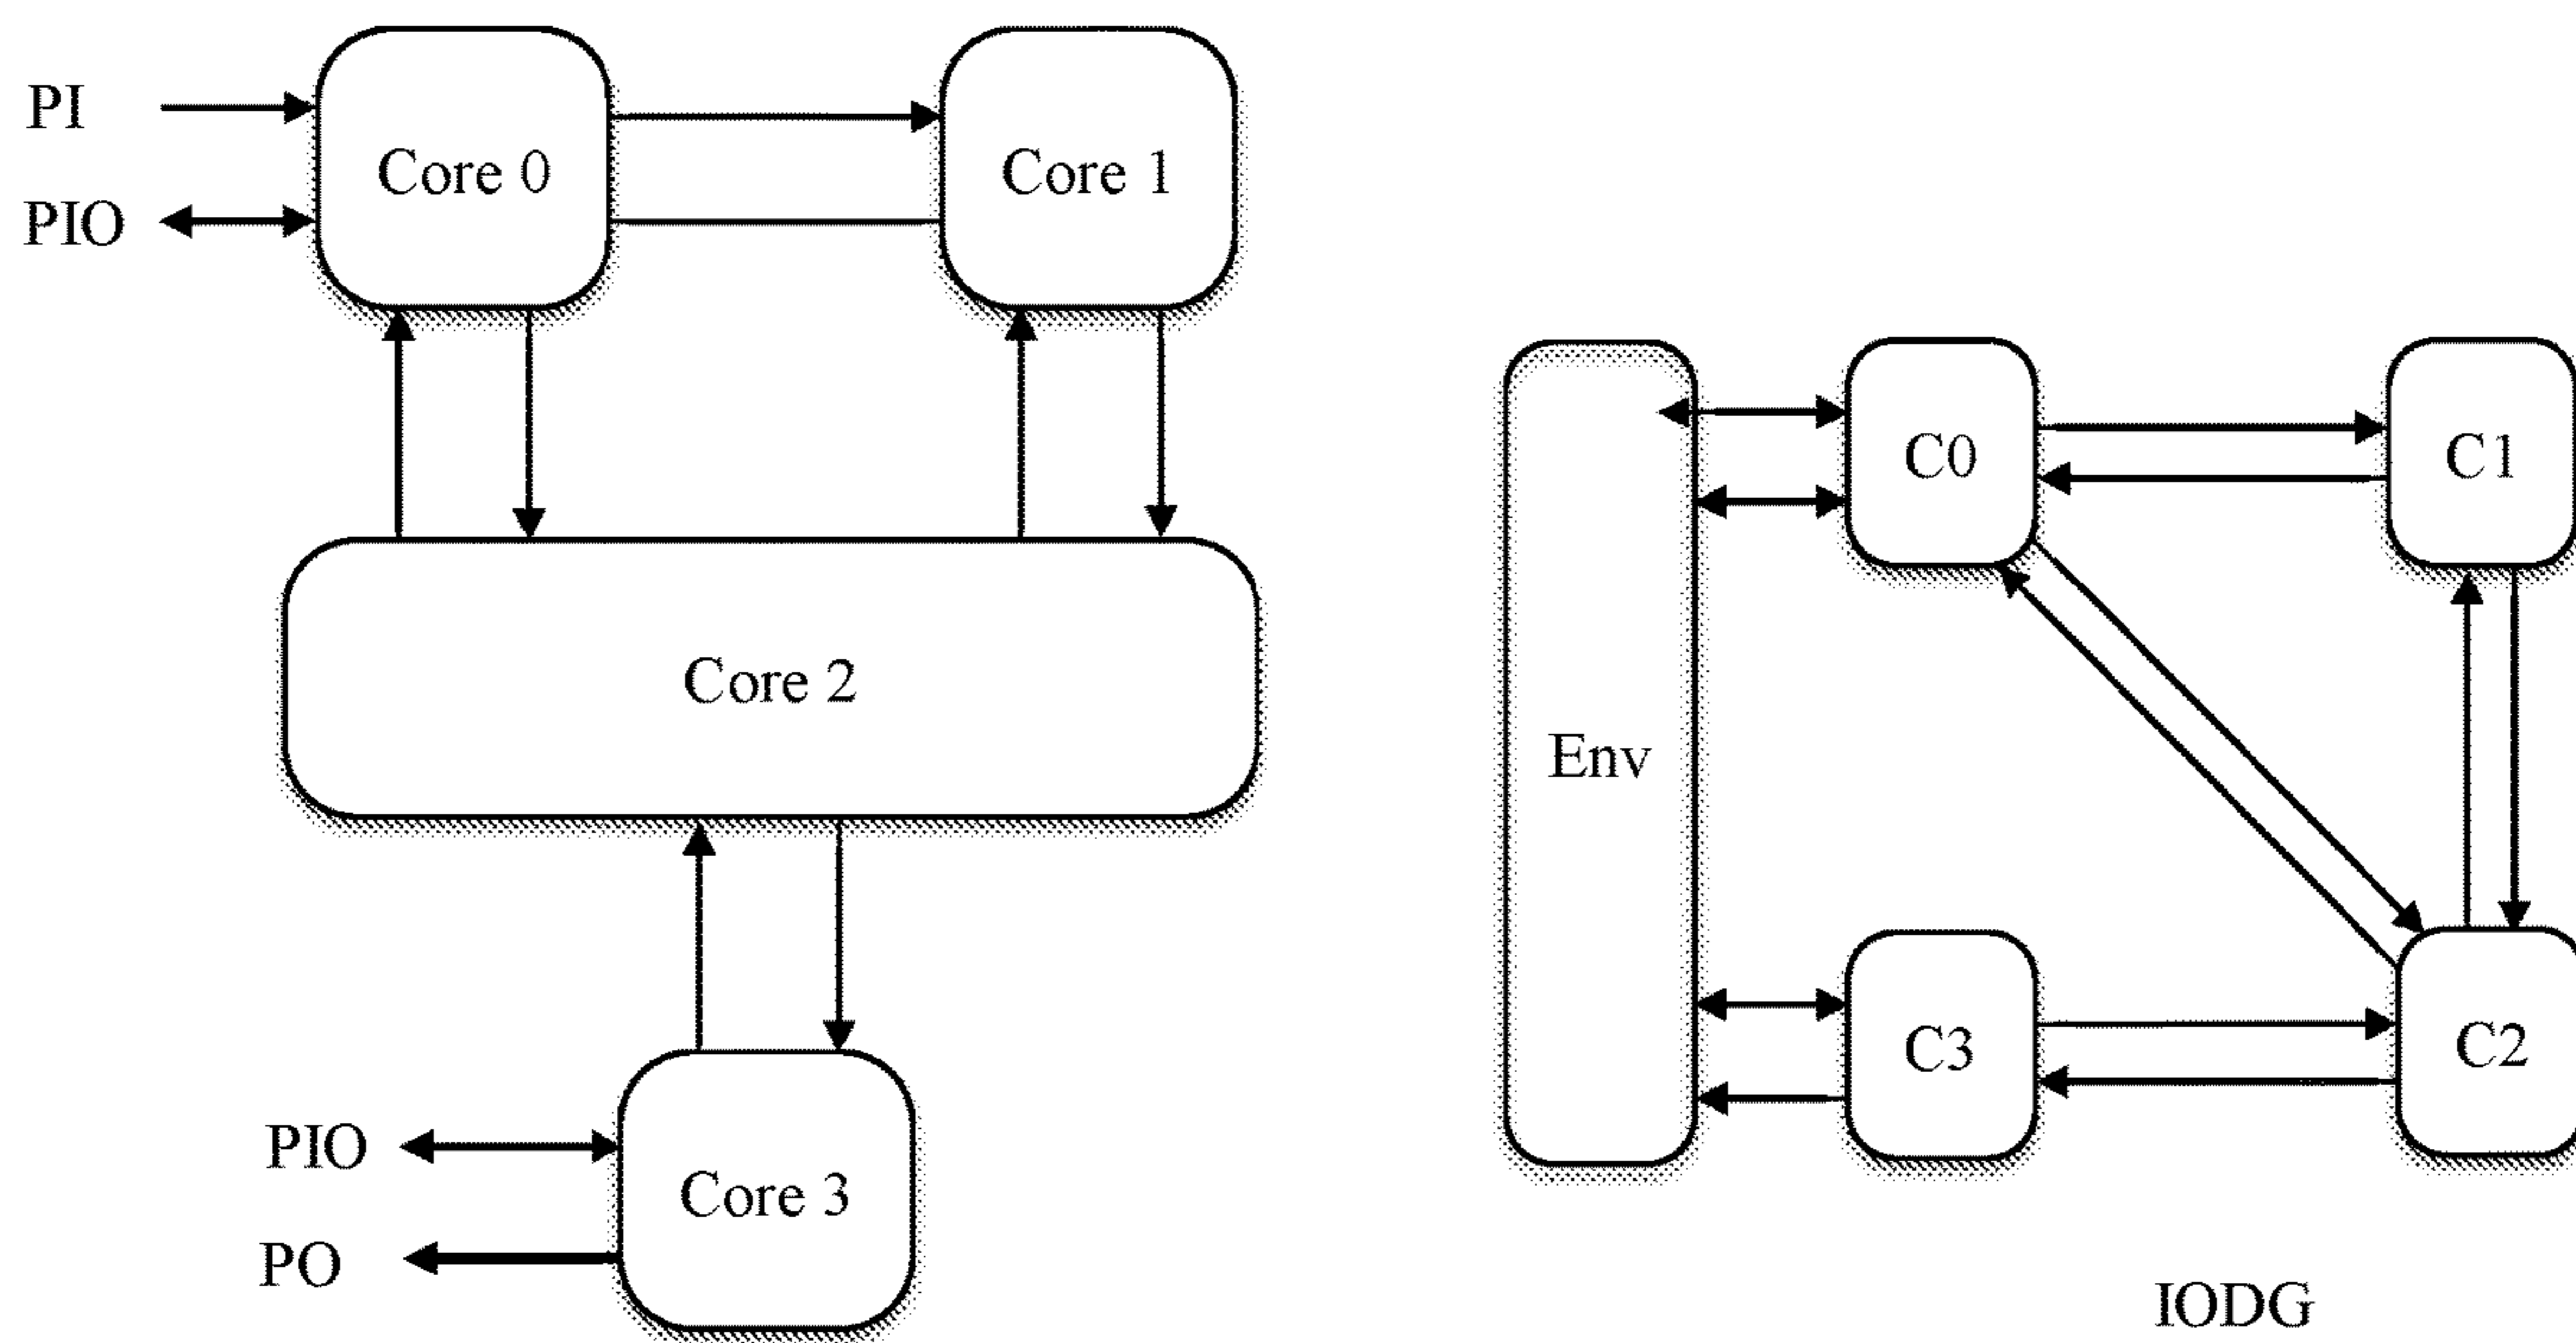 PI
Core 0
Core 1
PIO
Core 2
PIO
Core 3
PO
Env
C0
C1
C3
C2
IODG